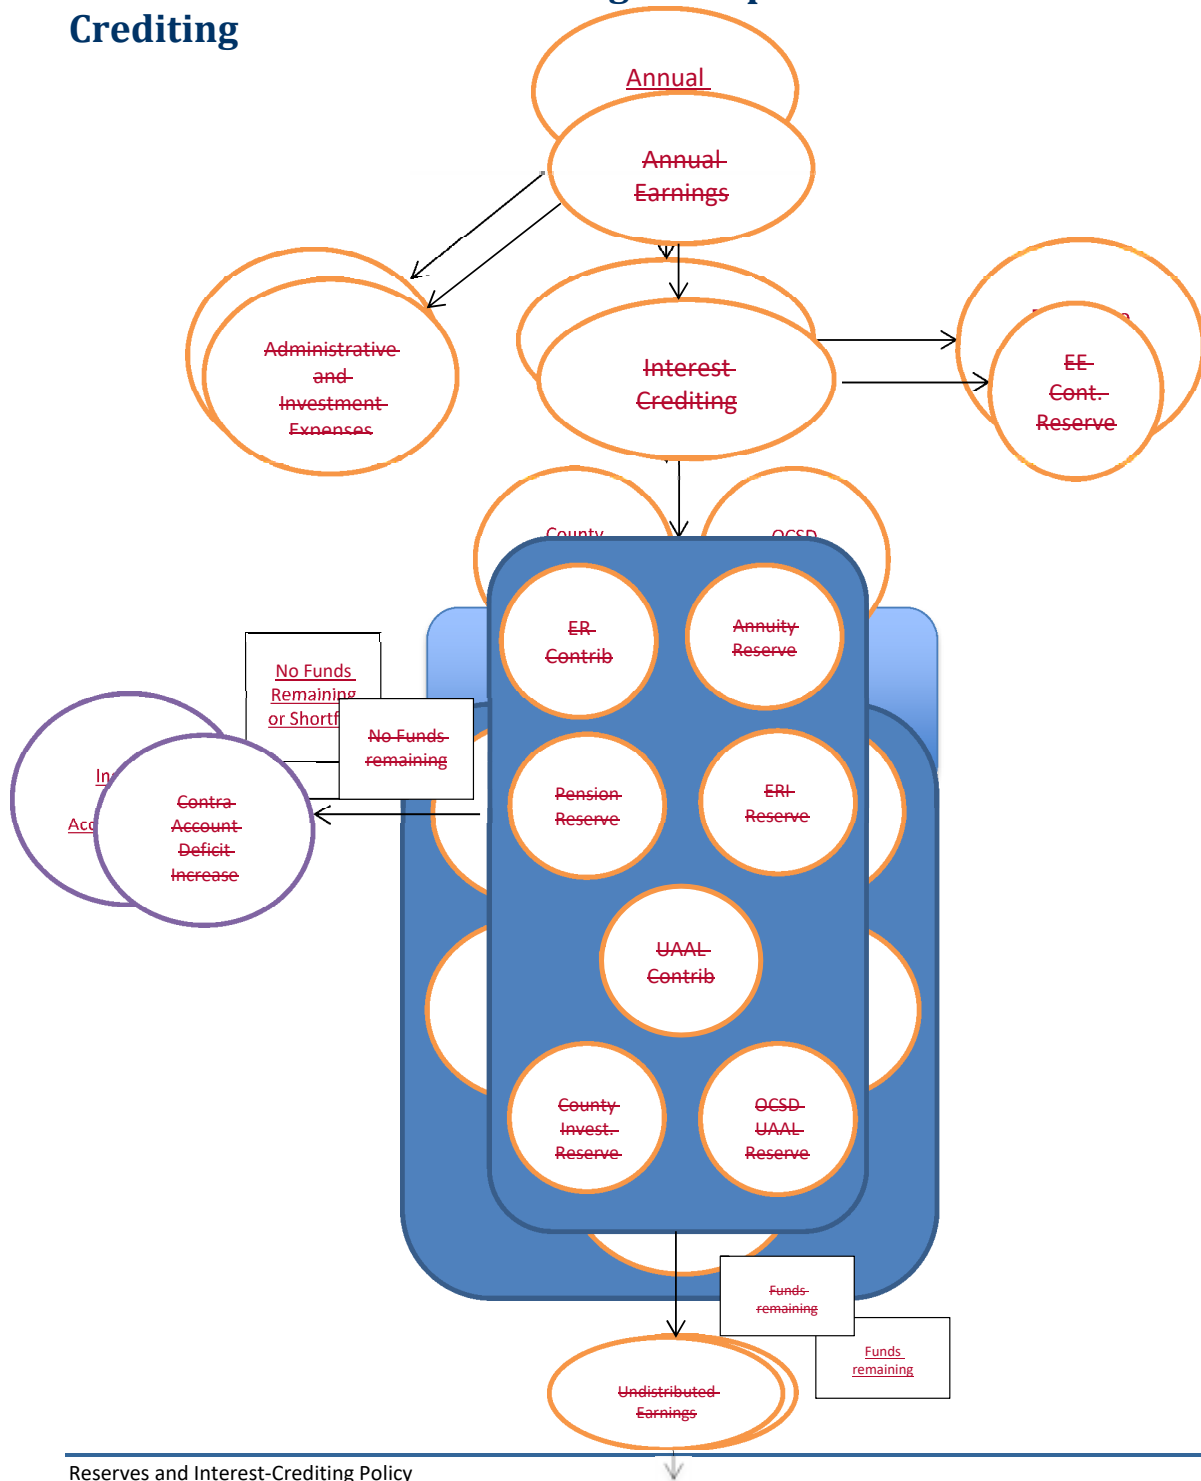 Crediting
Annual
Annual
Earnings
Administrative
and
Investment
Expenses
Interest
Crediting
EE
Cont.
Reserve
County
OCSD
ER
Contrib
Annuity
Reserve
No Funds
Remaining
or Shortf
No Funds
remaining
Pension
Reserve
ERI
Reserve
Contra
Account
Deficit
Increase
UAAL
Contrib
County
Invest.
Reserve
OCSD
UAAL
Reserve
Funds
remaining
Funds
remaining
Undistributed
Earnings
Reserves and Interest-Crediting Policy